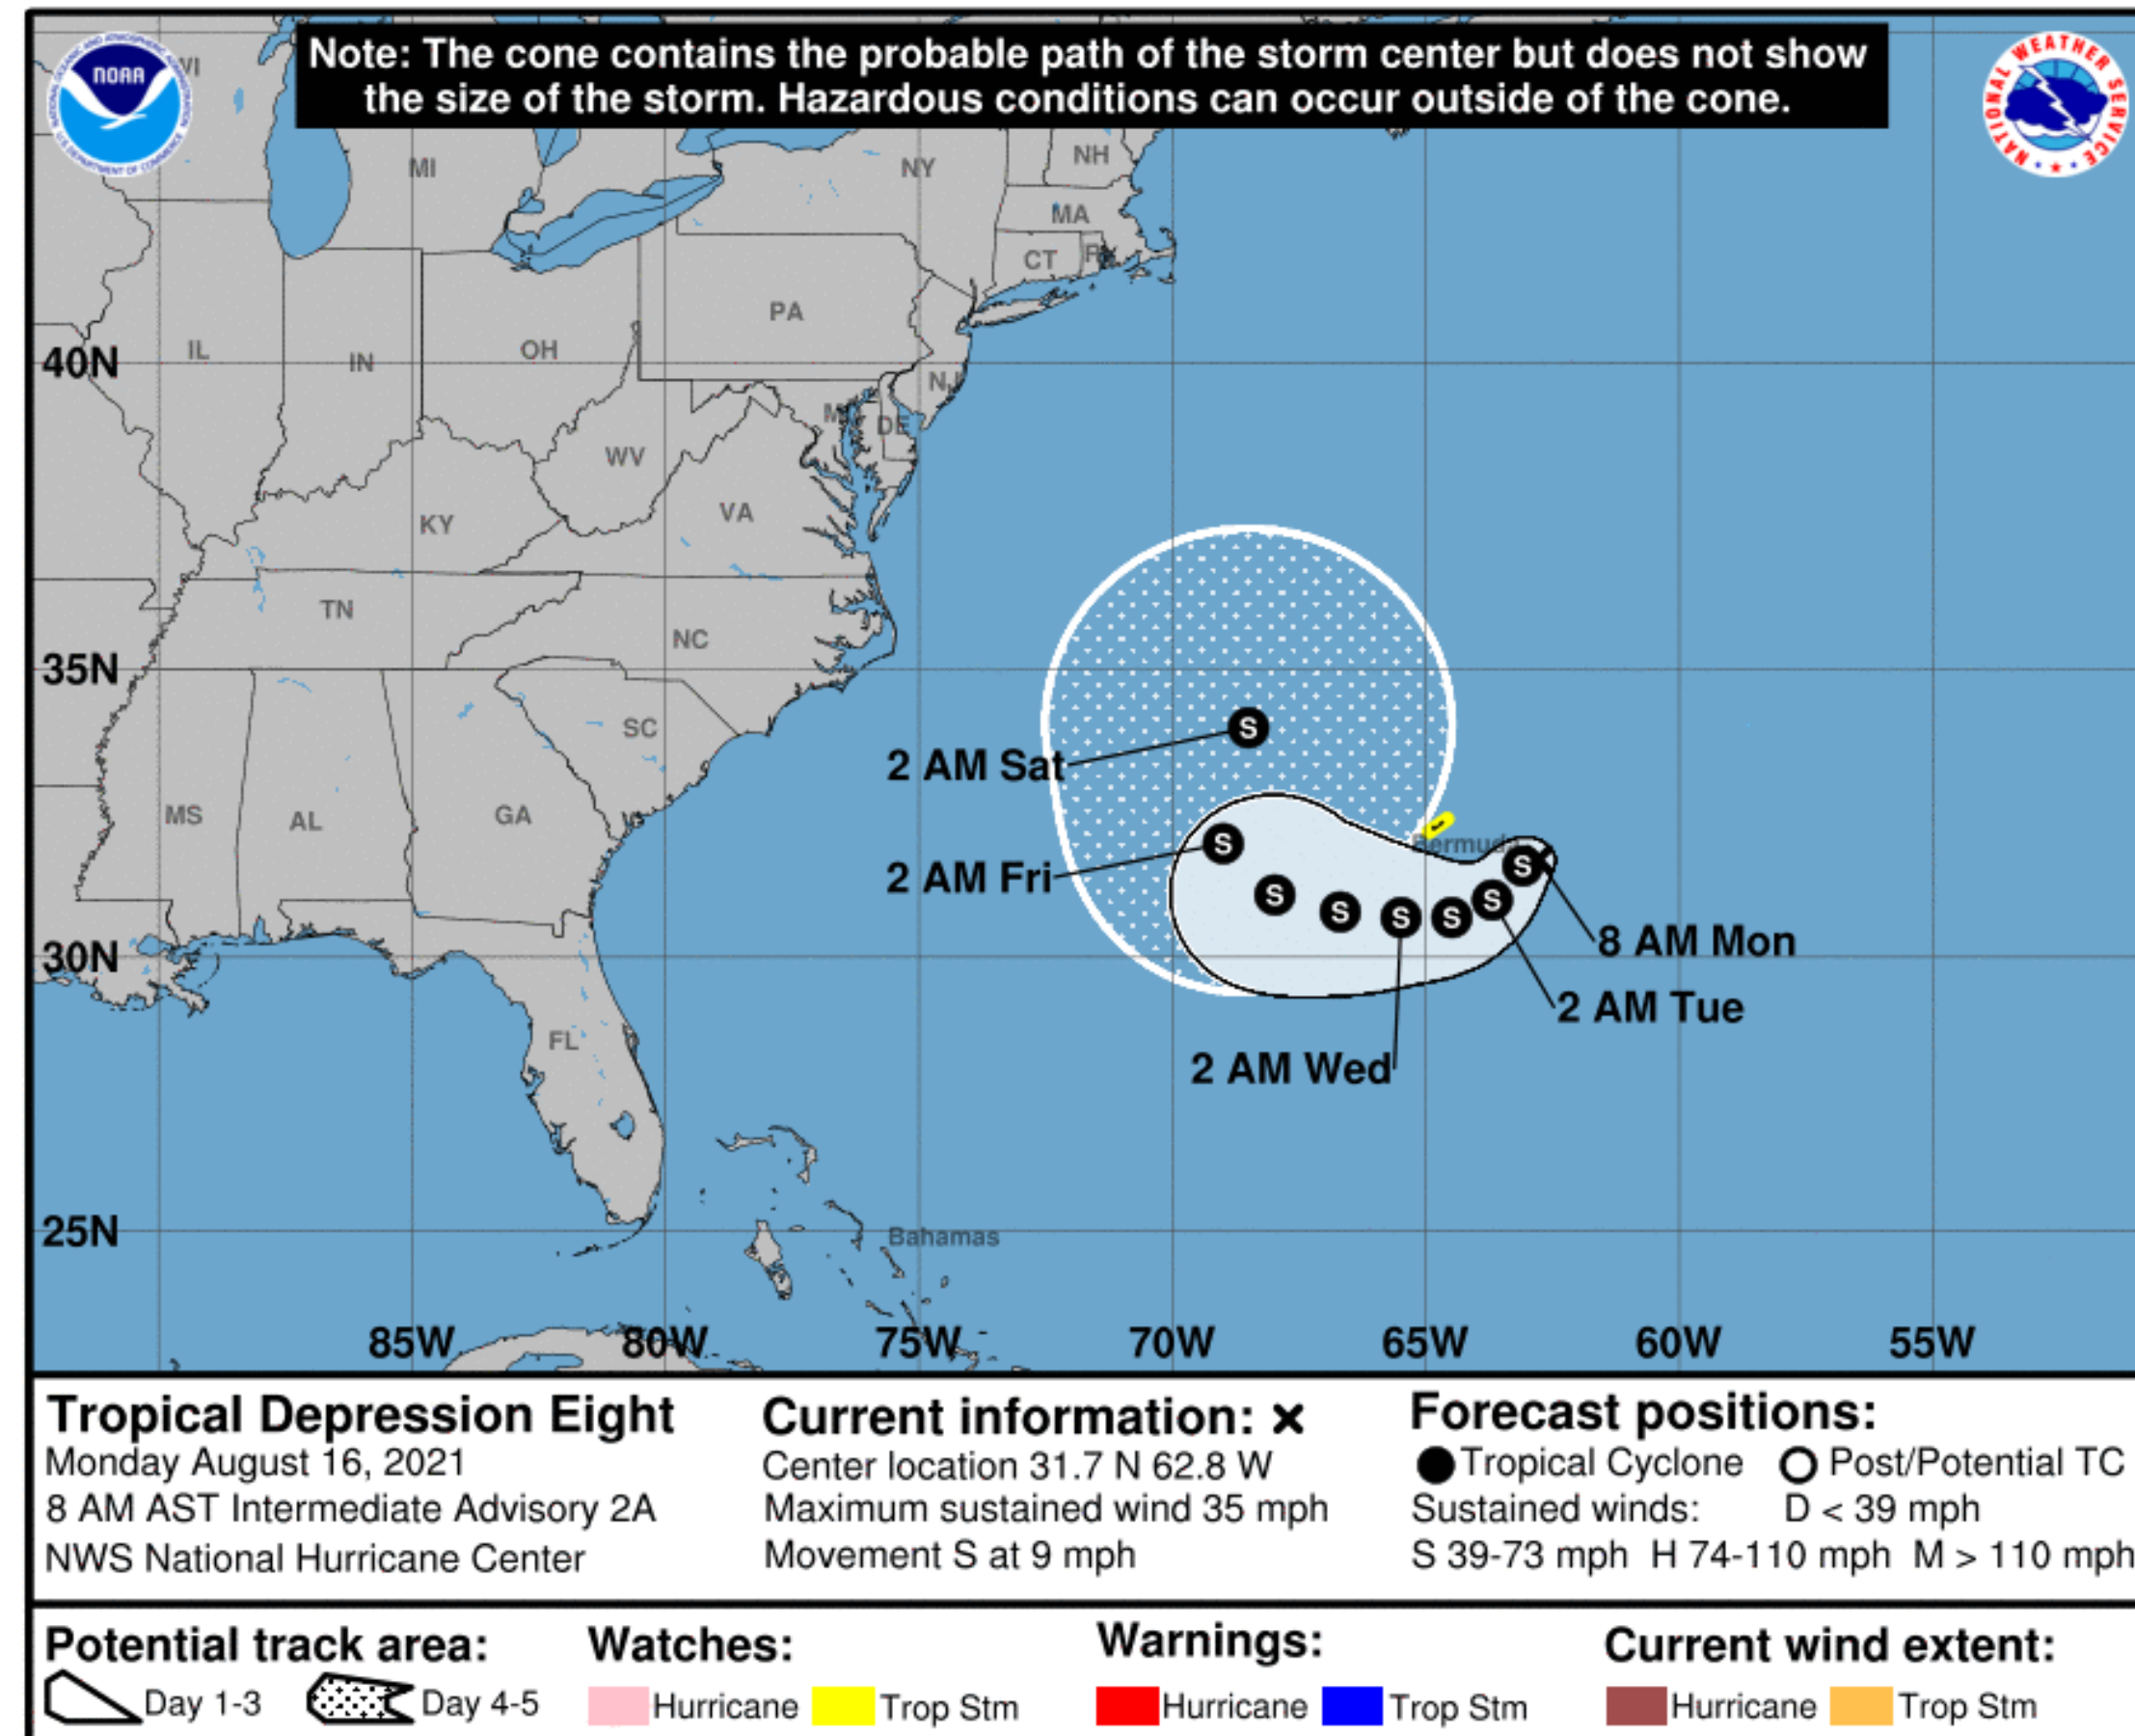 Note: The cone contains the probable path of the storm center but does not show
the size of the storm. Hazardous conditions can occur outside of the cone.
NOAA
NATIONAL WEATHER SERVICE
WI
MI
NY
NH
MA
CT
PA
IL
IN
OH
NJ
40N
DE
WV
VA
KY
TN
NC
35N
SC
2 AM Sat
MS
AL
GA
Bermuda
2 AM Fri
8 AM Mon
30N
2 AM Tue
FL
2 AM Wed
25N
Bahamas
S
S
S
S
S
S
S
S
85W 80W 75W 70W 65W 60W 55W
Tropical Depression Eight
Monday August 16, 2021
8 AM AST Intermediate Advisory 2A
NWS National Hurricane Center
Current information: ×
Center location 31.7 N 62.8 W
Maximum sustained wind 35 mph
Movement S at 9 mph
Forecast positions:
Tropical Cyclone Post/Potential TC
Sustained winds: D < 39 mph
S 39-73 mph H 74-110 mph M > 110 mph
Potential track area:
Day 1-3 Day 4-5
Watches:
Hurricane Trop Stm
Warnings:
Hurricane Trop Stm
Current wind extent:
Hurricane Trop Stm